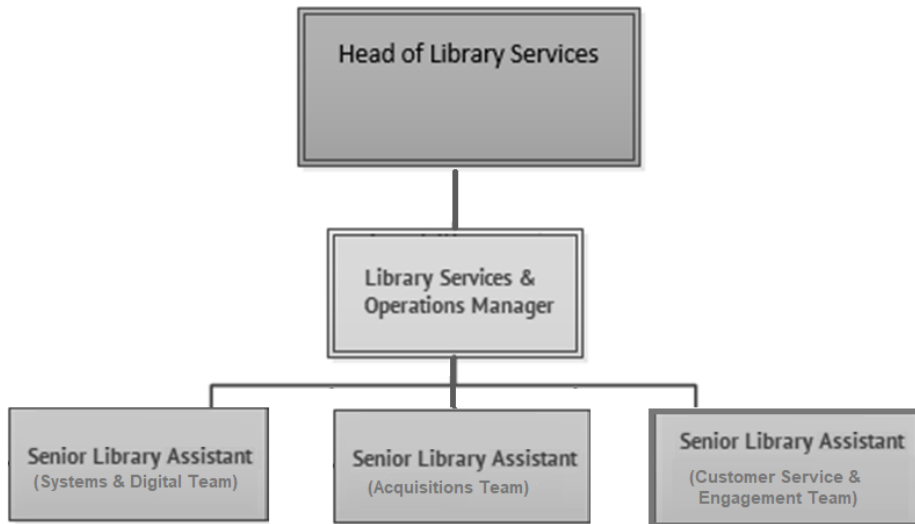 Head of Library Services
Library Services &
Operations Manager
Senior Library Assistant
(Systems & Digital Team)
Senior Library Assistant
(Acquisitions Team)
Senior Library Assistant
(Customer Service &
Engagement Team)